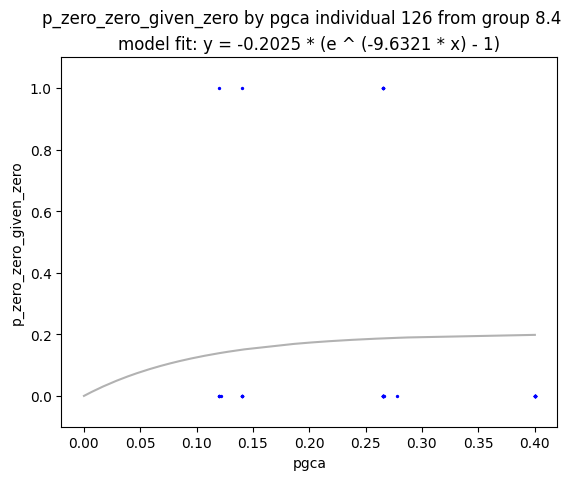 p_zero_zero_given_zero by pgca individual 126 from group 8.4
model fit: y = -0.2025 * (e ^ (-9.6321 * x) - 1)
1.0
0.8
0.6
0.4
0.2
0.0
p_zero_zero_given_zero
0.00 0.05 0.10 0.15 0.20 0.25 0.30 0.35 0.40
pgca